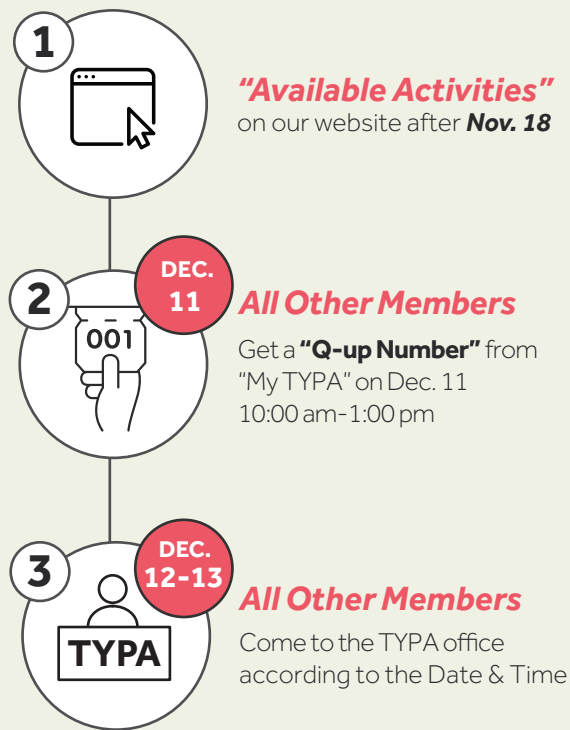 1
“Available Activities”
on our website after Nov. 18
DEC.
11
2
001
All Other Members
Get a “Q-up Number” from
“My TYPA” on Dec. 11
10:00 am-1:00 pm
DEC.
12-13
3
TYPA
All Other Members
Come to the TYPA office
according to the Date & Time